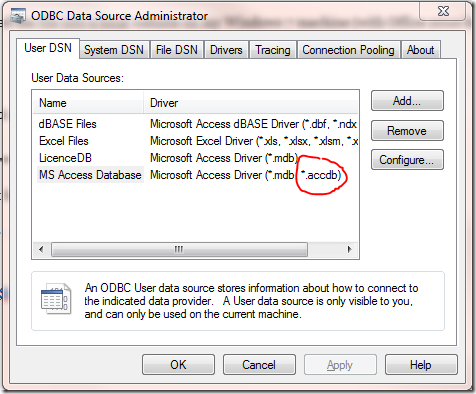 ODBC Data Source Administrator
User DSN System DSN File DSN Drivers Tracing Connection Pooling About
User Data Sources:
Name Driver
dBASE Files Microsoft Access dBASE Driver (*.dbf, *.ndx
Excel Files Microsoft Excel Driver (*.xls, *.xlsx, *.xlsm, *.x
LicenceDB Microsoft Access Driver (*.mdb)
MS Access Database Microsoft Access Driver (*.mdb, *.accdb)
Add...
Remove
Configure...
An ODBC User data source stores information about how to connect to
the indicated data provider. A User data source is only visible to you,
and can only be used on the current machine.
OK Cancel Apply Help